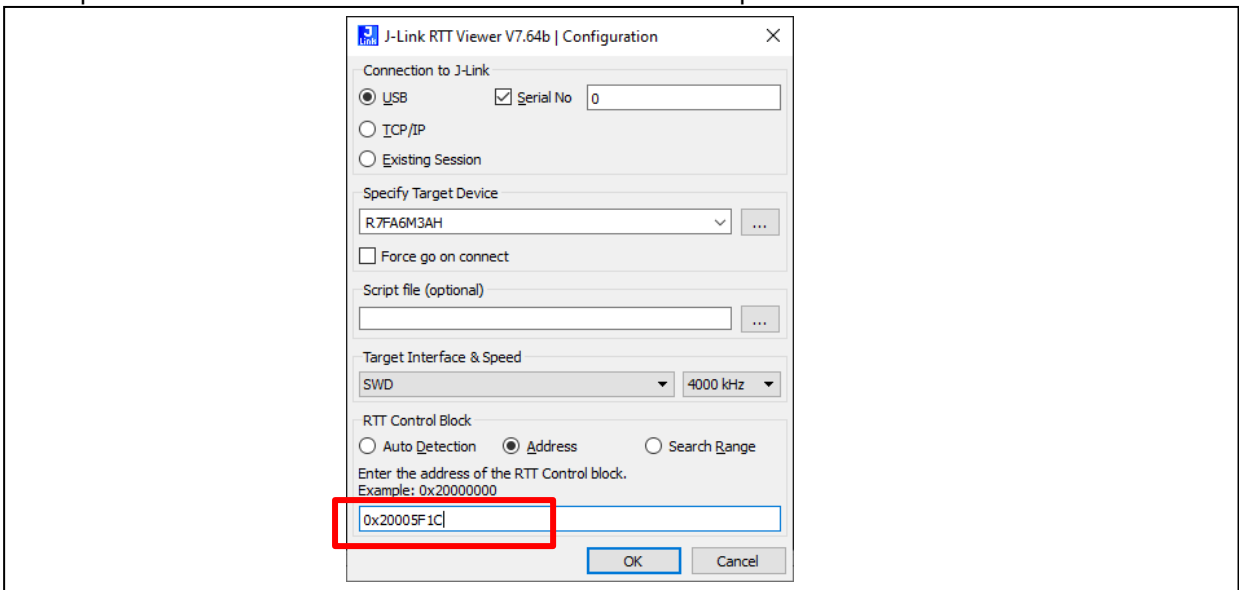 J-Link RTT Viewer V7.64b | Configuration
Connection to J-Link
USB Serial No 0
TCP/IP
Existing Session
Specify Target Device
R7FA6M3AH ...
Force go on connect
Script file (optional)
...
Target Interface & Speed
SWD 4000 kHz
RTT Control Block
Auto Detection Address Search Range
Enter the address of the RTT Control block.
Example: 0x20000000
0x20005F1C
OK Cancel